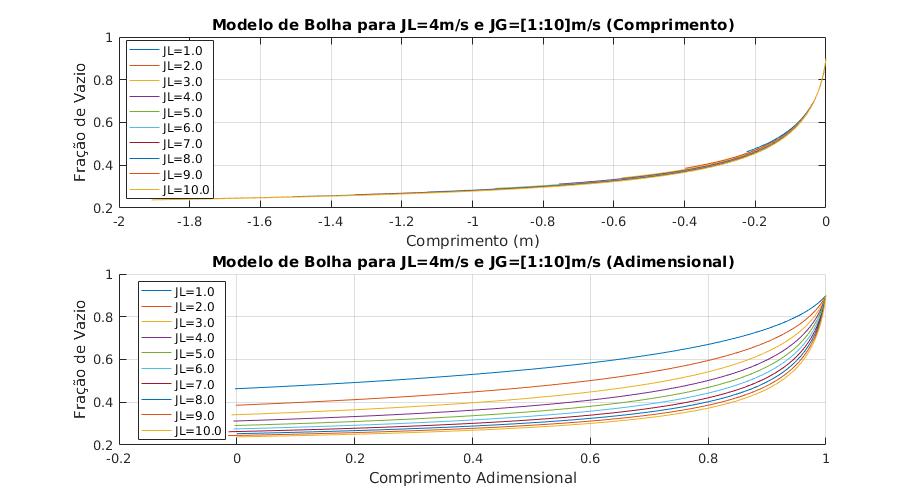 Modelo de Bolha para JL=4m/s e JG=[1:10]m/s (Comprimento)
Fração de Vazio
1
0.8
0.6
0.4
0.2
JL=1.0
JL=2.0
JL=3.0
JL=4.0
JL=5.0
JL=6.0
JL=7.0
JL=8.0
JL=9.0
JL=10.0
-2 -1.8 -1.6 -1.4 -1.2 -1 -0.8 -0.6 -0.4 -0.2 0
Comprimento (m)
Modelo de Bolha para JL=4m/s e JG=[1:10]m/s (Adimensional)
Fração de Vazio
1
0.8
0.6
0.4
0.2
JL=1.0
JL=2.0
JL=3.0
JL=4.0
JL=5.0
JL=6.0
JL=7.0
JL=8.0
JL=9.0
JL=10.0
-0.2 0 0.2 0.4 0.6 0.8 1
Comprimento Adimensional